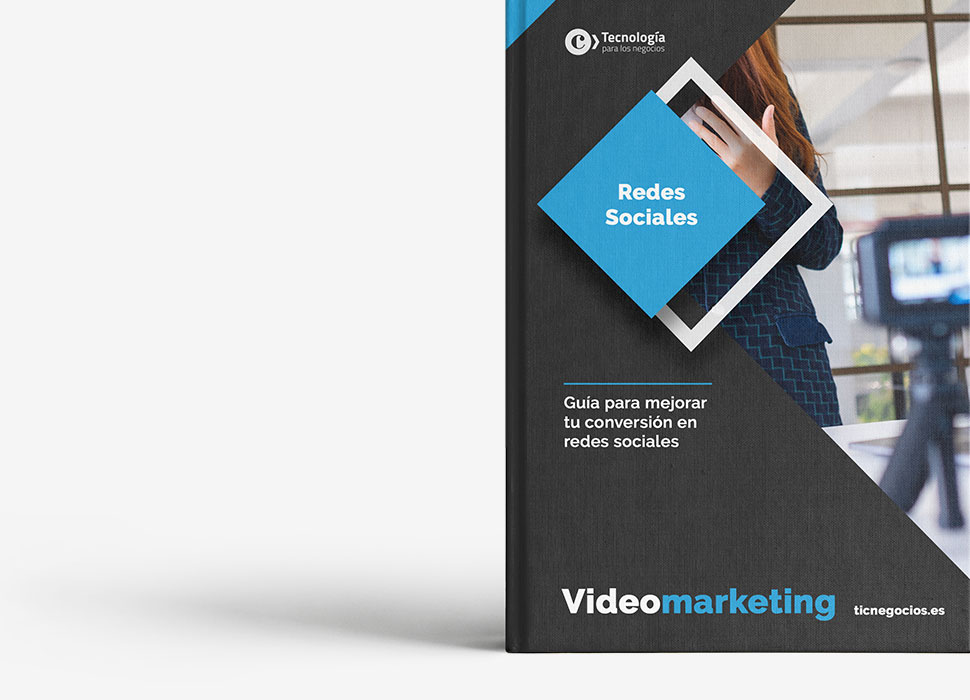 Tecnología
para los negocios
Redes
Sociales
Guía para mejorar
tu conversión en
redes sociales
Videomarketing
ticnegocios.es